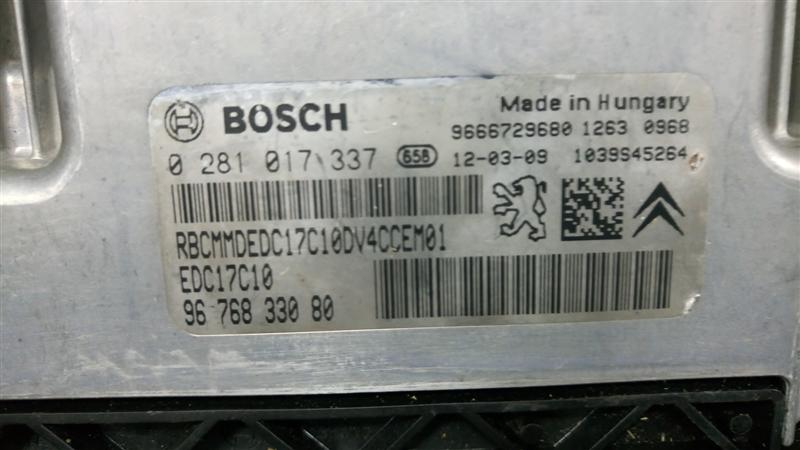 BOSCH
Made in Hungary
9666729680 1263 0968
0 281 017 337 658 12-03-09 1039S45264
RBCMMDEDC17C10DV4CCEM01
EDC17C10
96 768 330 80